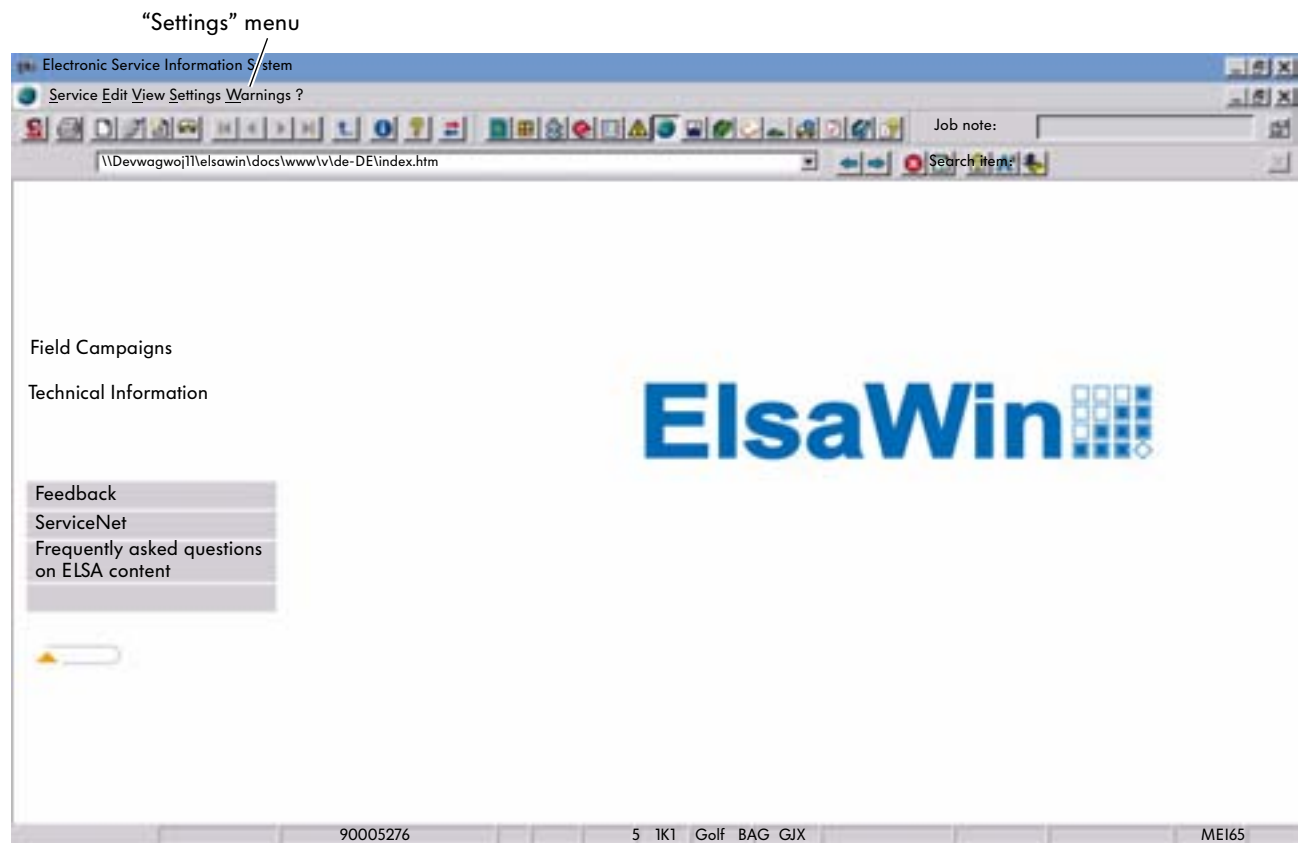 “Settings” menu
Electronic Service Information System
Service Edit View Settings Warnings ?
Job note:
\\Devwagwoj11\elsawin\docs\www\v\de-DE\index.htm
Search item:
Field Campaigns
Technical Information
ElsaWin
Feedback
ServiceNet
Frequently asked questions
on ELSA content
90005276 5 1K1 Golf BAG GJX MEI65